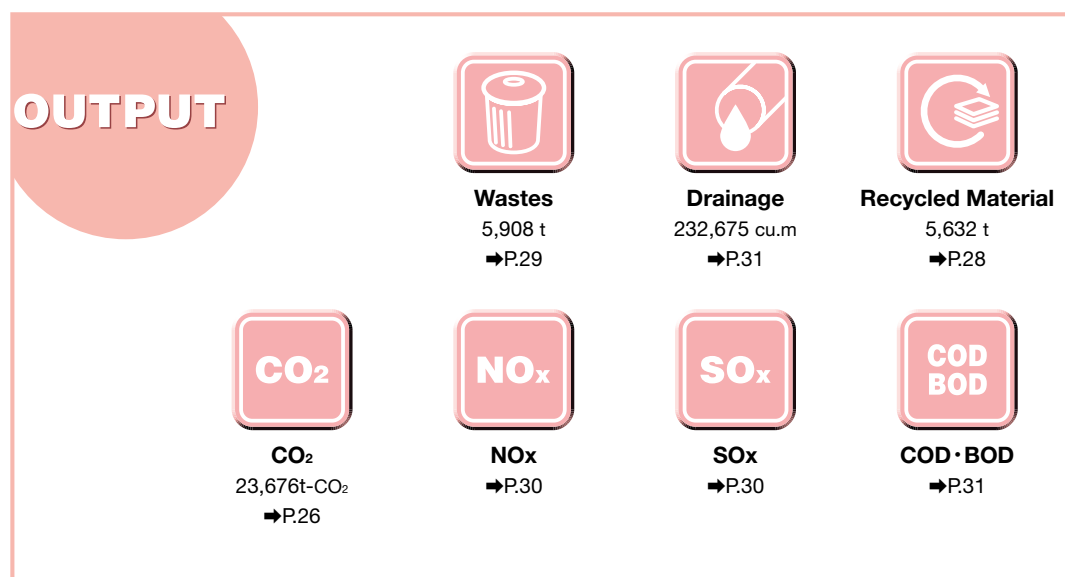 OUTPUT
Wastes
5,908 t
➡P.29
Drainage
232,675 cu.m
➡P.31
Recycled Material
5,632 t
➡P.28
CO₂
CO₂
23,676t-CO₂
➡P.26
NOx
NOx
➡P.30
SOx
SOx
➡P.30
COD
BOD
COD・BOD
➡P.31